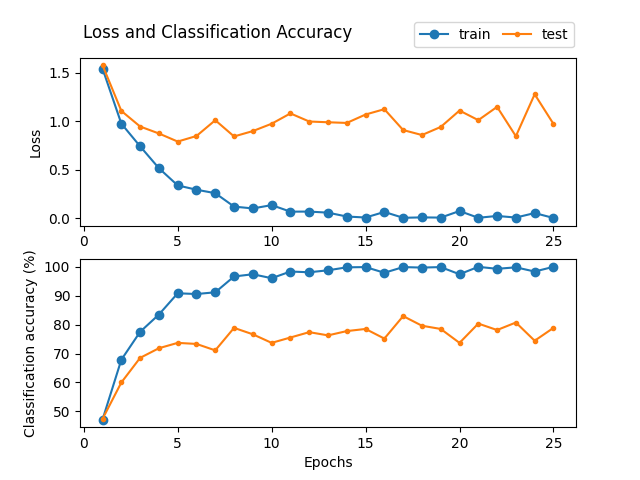 Loss and Classification Accuracy
train test
1.5
1.0
0.5
0.0
Loss
0 5 10 15 20 25
100
90
80
70
60
50
Classification accuracy (%)
0 5 10 15 20 25
Epochs